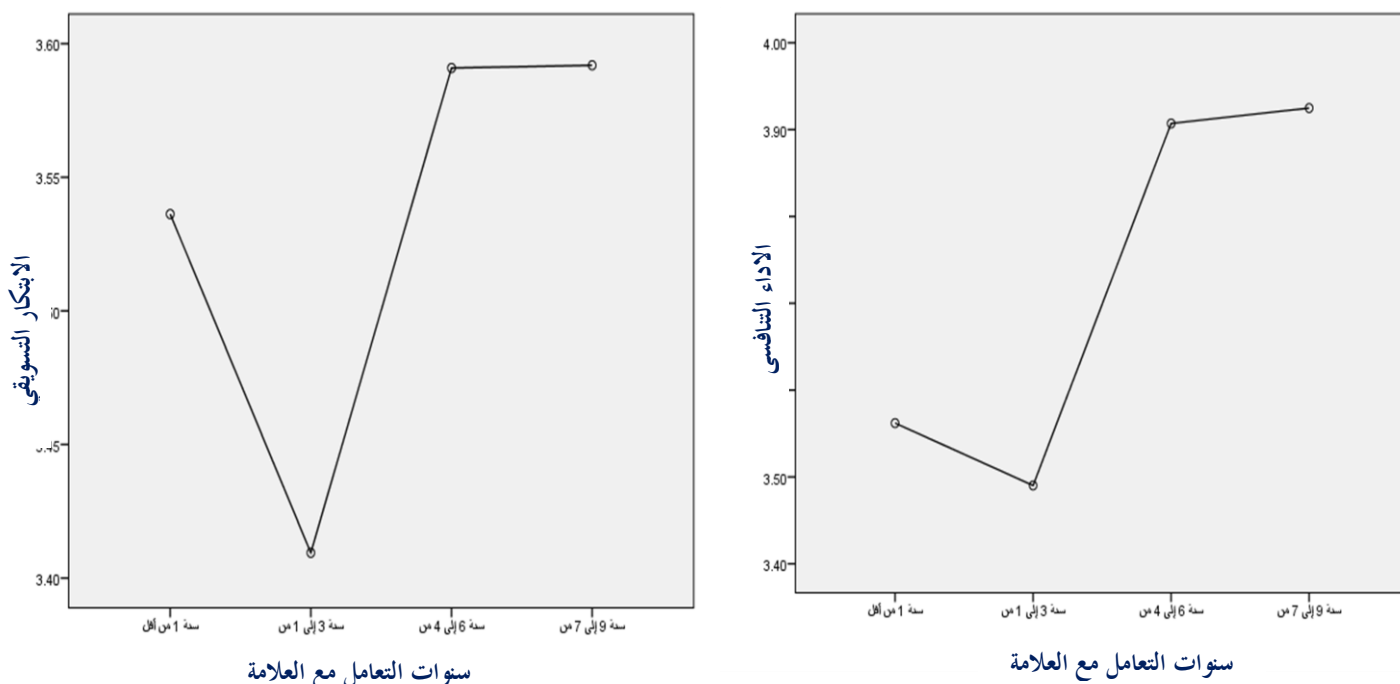 3.60
3.55
3.40
الابتكار التسويقي
سنة 1 من أقل
سنة 3 إلى 1 من
سنة 6 إلى 4 من
سنة 9 إلى 7 من
سنوات التعامل مع العلامة
4.00
3.90
3.50
3.40
الاداء التنافسى
سنة 1 من أقل
سنة 3 إلى 1 من
سنة 6 إلى 4 من
سنة 9 إلى 7 من
سنوات التعامل مع العلامة